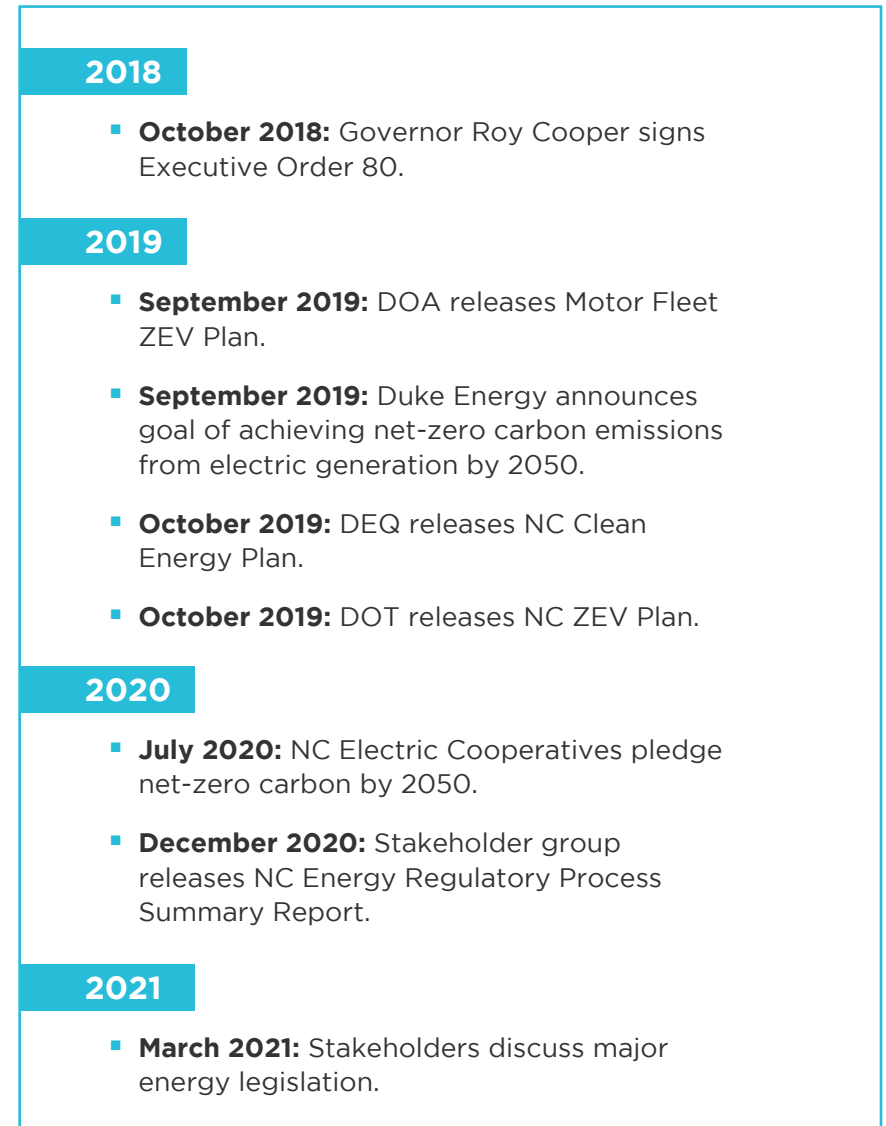 2018
▪ October 2018: Governor Roy Cooper signs
Executive Order 80.
2019
▪ September 2019: DOA releases Motor Fleet
ZEV Plan.
▪ September 2019: Duke Energy announces
goal of achieving net-zero carbon emissions
from electric generation by 2050.
▪ October 2019: DEQ releases NC Clean
Energy Plan.
▪ October 2019: DOT releases NC ZEV Plan.
2020
▪ July 2020: NC Electric Cooperatives pledge
net-zero carbon by 2050.
▪ December 2020: Stakeholder group
releases NC Energy Regulatory Process
Summary Report.
2021
▪ March 2021: Stakeholders discuss major
energy legislation.